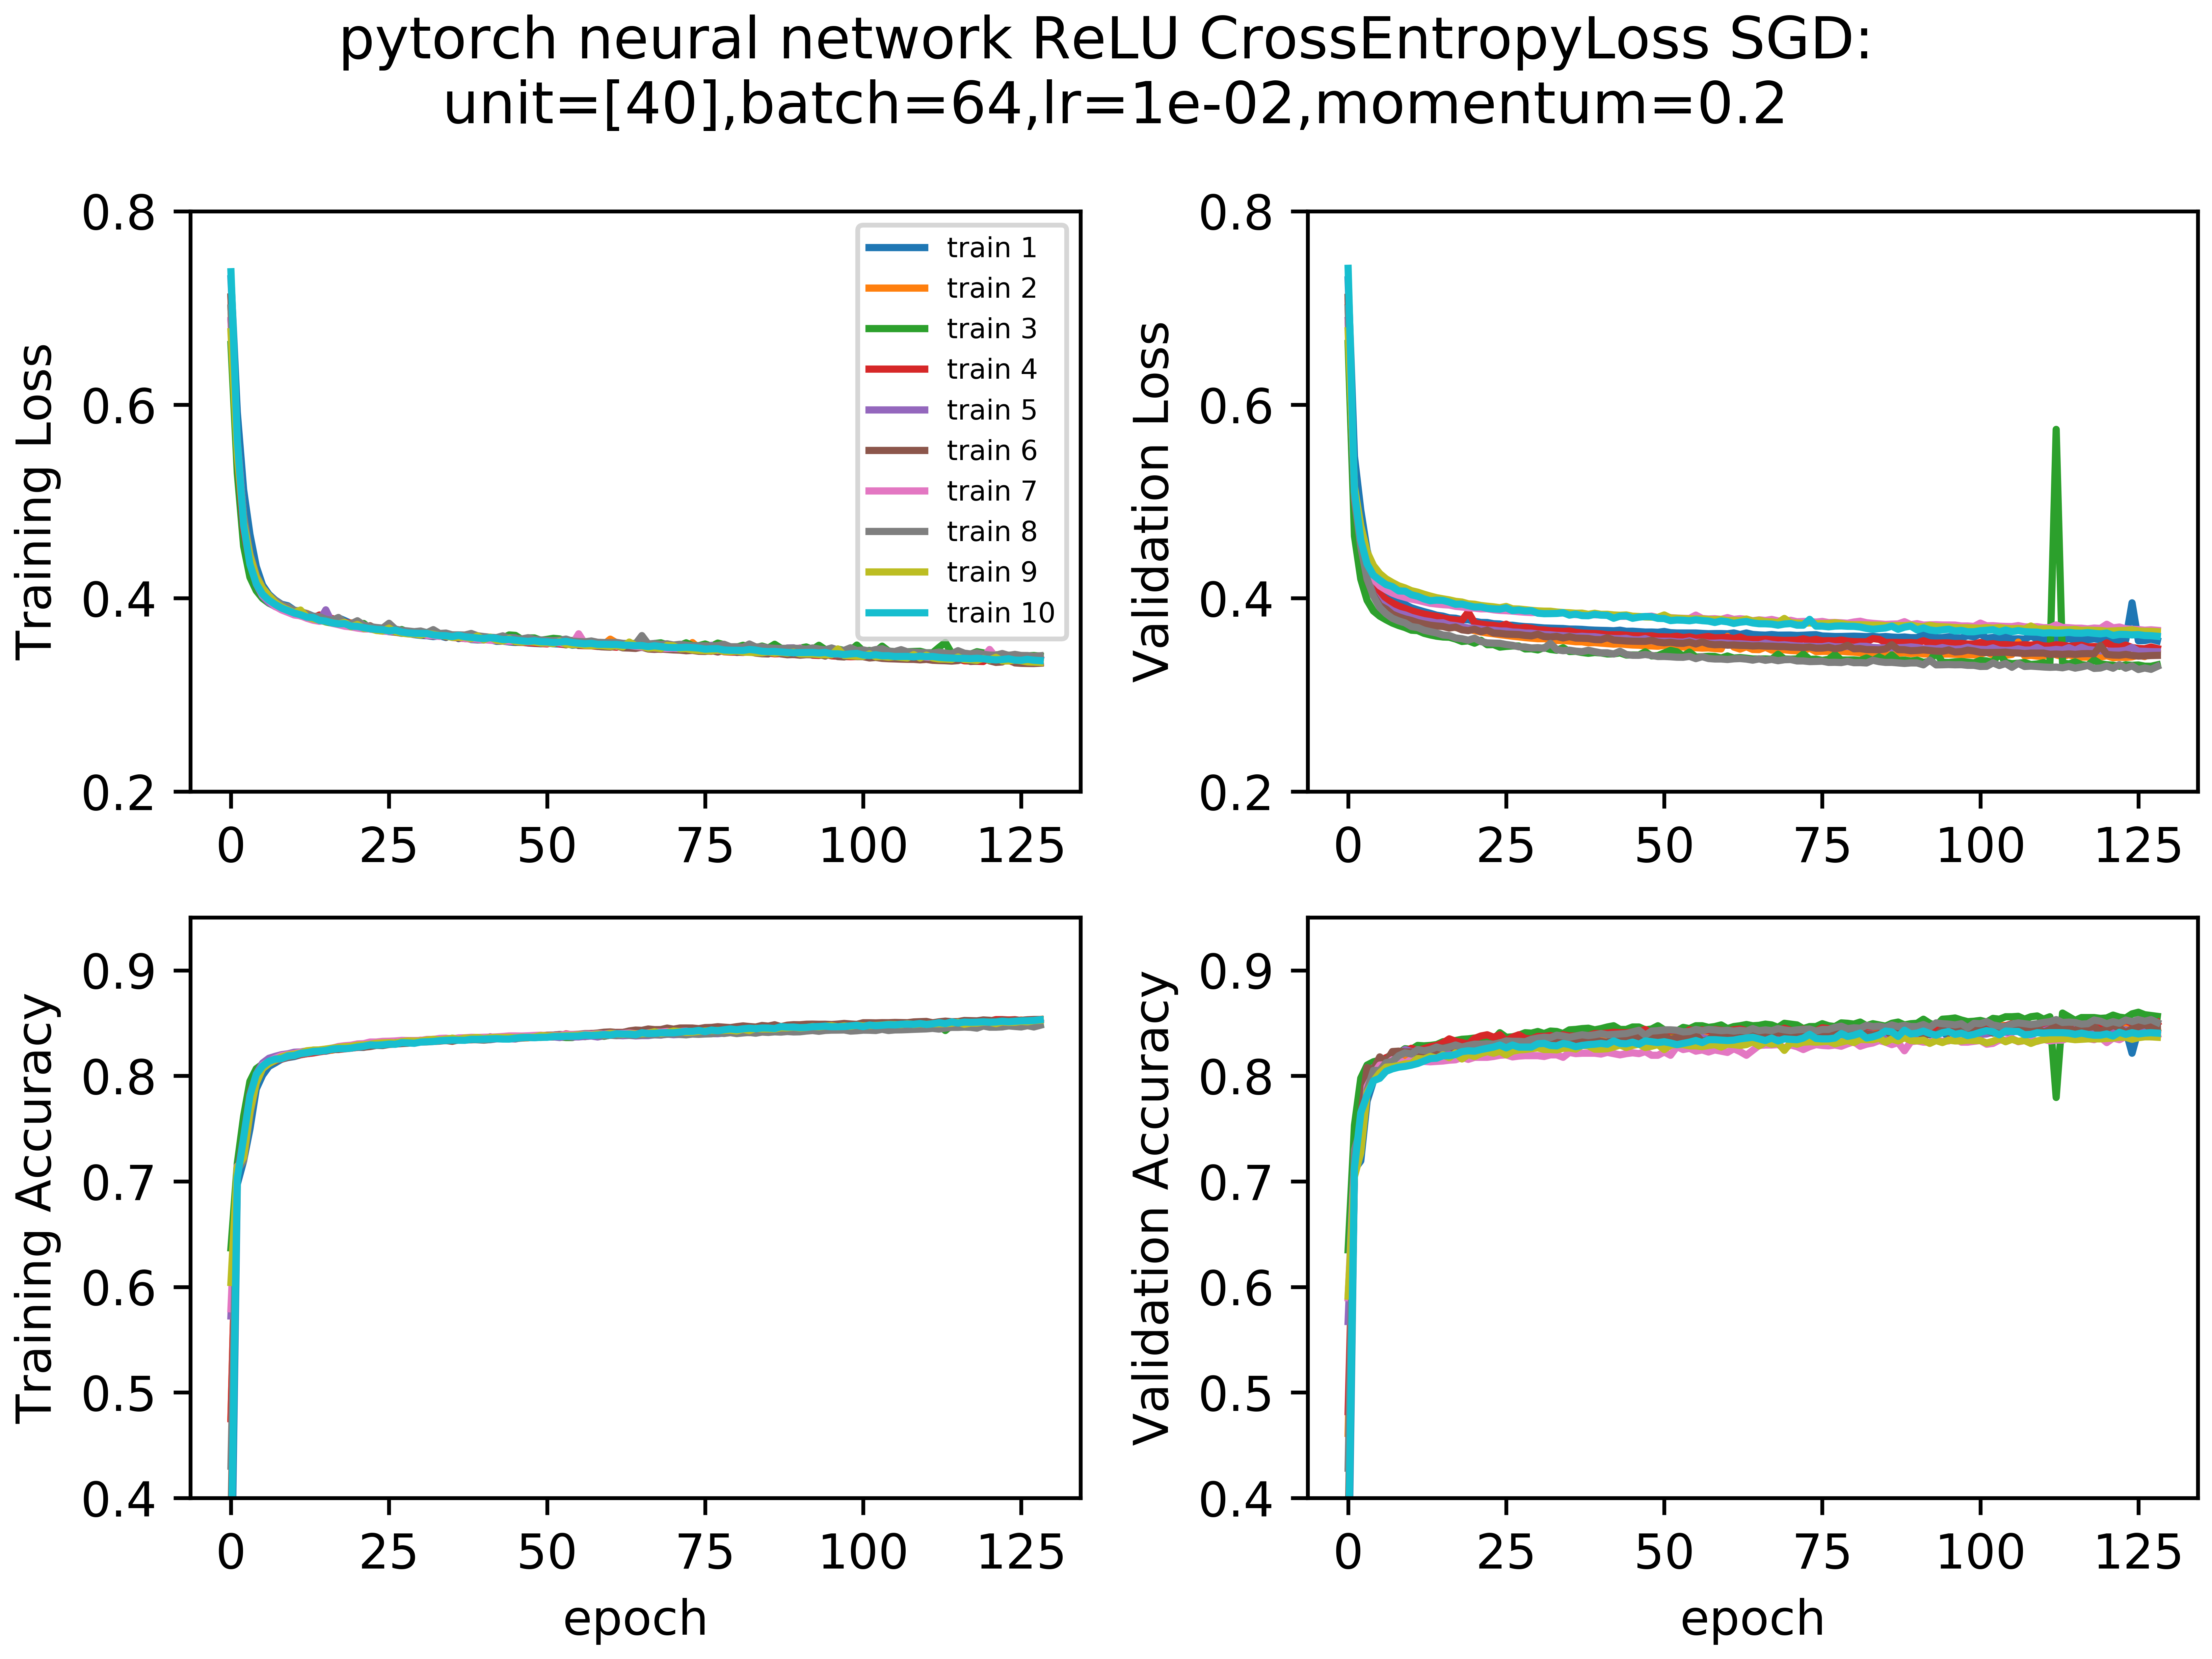 pytorch neural network ReLU CrossEntropyLoss SGD:
unit=[40],batch=64,lr=1e-02,momentum=0.2
Training Loss
0.8
0.6
0.4
0.2
0 25 50 75 100 125
train 1
train 2
train 3
train 4
train 5
train 6
train 7
train 8
train 9
train 10
Validation Loss
0.8
0.6
0.4
0.2
0 25 50 75 100 125
Training Accuracy
0.9
0.8
0.7
0.6
0.5
0.4
0 25 50 75 100 125
epoch
Validation Accuracy
0.9
0.8
0.7
0.6
0.5
0.4
0 25 50 75 100 125
epoch